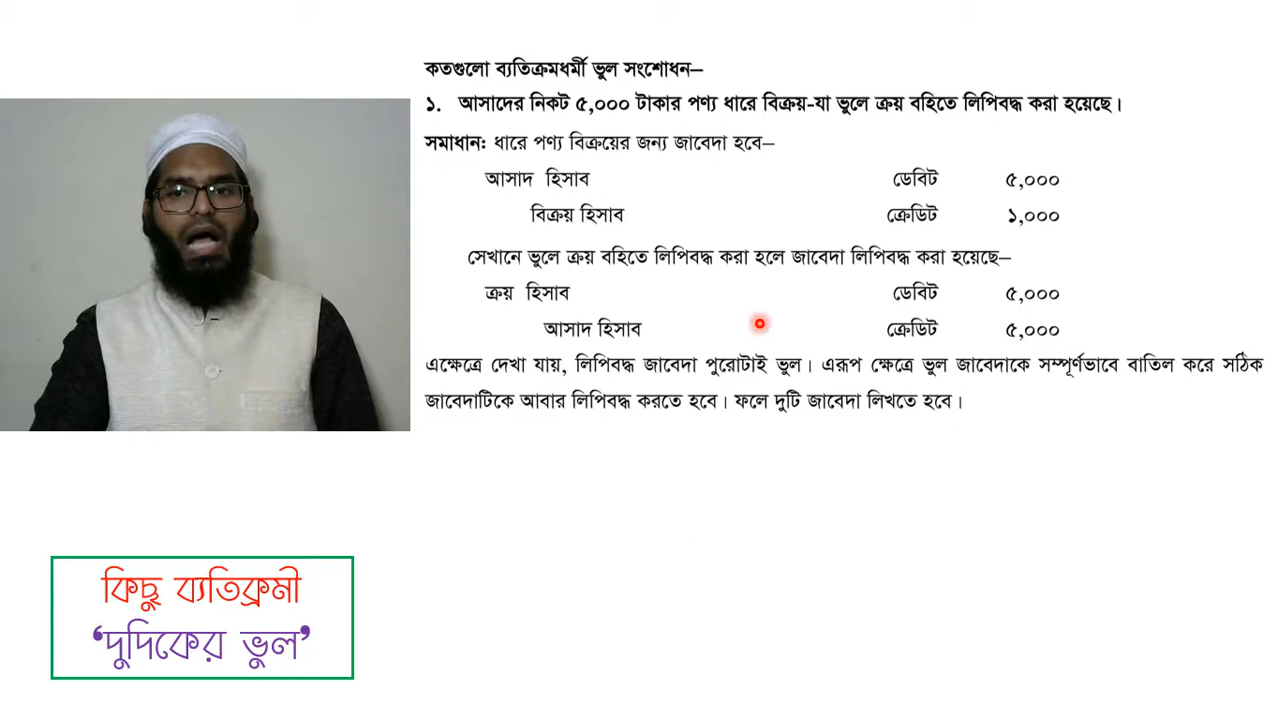 কতগুলো ব্যতিক্রমধর্মী ভুল সংশোধন–
১. আসাদের নিকট ৫,০০০ টাকার পণ্য ধারে বিক্রয়-যা ভুলে ক্রয় বহিতে লিপিবদ্ধ করা হয়েছে।
সমাধান: ধারে পণ্য বিক্রয়ের জন্য জাবেদা হবে–
আসাদ হিসাব ডেবিট ৫,০০০
বিক্রয় হিসাব ক্রেডিট ১,০০০
সেখানে ভুলে ক্রয় বহিতে লিপিবদ্ধ করা হলে জাবেদা লিপিবদ্ধ করা হয়েছে–
ক্রয় হিসাব ডেবিট ৫,০০০
আসাদ হিসাব ক্রেডিট ৫,০০০
এক্ষেত্রে দেখা যায়, লিপিবদ্ধ জাবেদা পুরোটাই ভুল। এরূপ ক্ষেত্রে ভুল জাবেদাকে সম্পূর্ণভাবে বাতিল করে সঠিক
জাবেদাটিকে আবার লিপিবদ্ধ করতে হবে। ফলে দুটি জাবেদা লিখতে হবে।
কিছু ব্যতিক্রমী
‘দুদিকের ভুল’